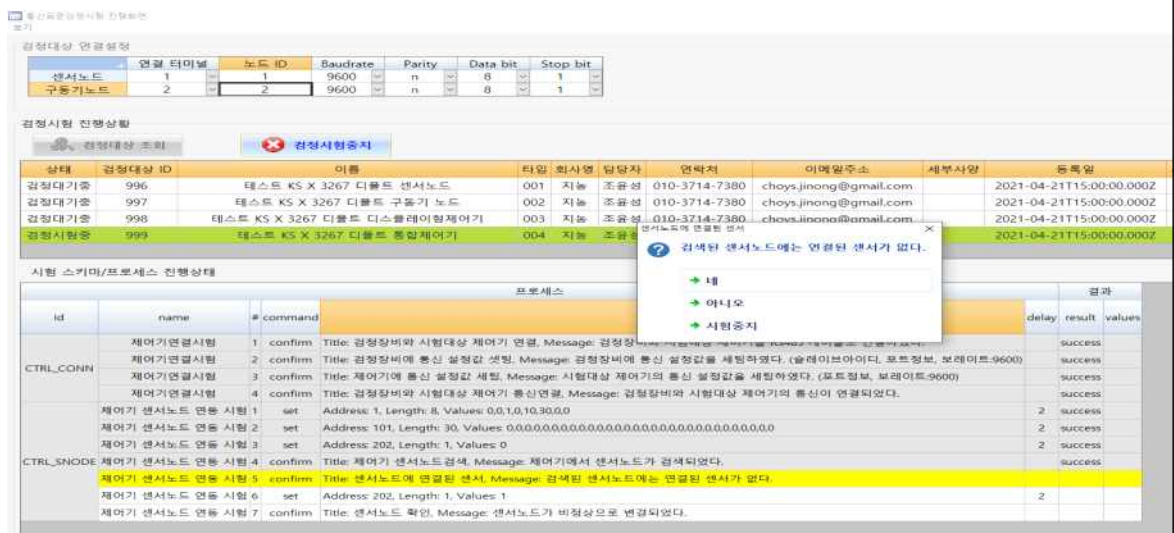 통신표준검정시험 진행화면
보기
검정대상 연결설정
연결 터미널 노드 ID Baudrate Parity Data bit Stop bit
센서노드 1 1 9600 n 8 1
구동기노드 2 2 9600 n 8 1
검정시험 진행상황
검정대상 조회 검정시험중지
상태 검정대상 ID 이름 타입 회사명 담당자 연락처 이메일주소 세부사양 등록일
검정대기중 996 테스트 KS X 3267 디폴트 센서노드 001 지농 조윤성 010-3714-7380 choys.jinong@gmail.com 2021-04-21T15:00:00.000Z
검정대기중 997 테스트 KS X 3267 디폴트 구동기 노드 002 지농 조윤성 010-3714-7380 choys.jinong@gmail.com 2021-04-21T15:00:00.000Z
검정대기중 998 테스트 KS X 3267 디폴트 디스플레이형제어기 003 지농 조윤성 010-3714-7380 choys.jinong@gmail.com 2021-04-21T15:00:00.000Z
검정시험중 999 테스트 KS X 3267 디폴트 통합제어기 004 지농 조윤 2021-04-21T15:00:00.000Z
센서노드에 연결된 센서
검색된 센서노드에는 연결된 센서가 없다.
네
아니오
시험중지
시험 스키마/프로세스 진행상태
프로세스 결과
id name # command delay result values
CTRL_CONN
제어기연결시험 1 confirm Title: 검정장비와 시험대상 제어기 연결, Message: 검정장비와 success
제어기연결시험 2 confirm Title: 검정장비에 통신 설정값 셋팅, Message: 검정장비에 통신 설정값을 세팅하였다. (슬레이브아이디, 포트정보, 보레이트:9600) success
제어기연결시험 3 confirm Title: 제어기에 통신 설정값 세팅, Message: 시험대상 제어기의 통신 설정값을 세팅하였다. (포트정보, 보레이트:9600) success
제어기연결시험 4 confirm Title: 검정장비와 시험대상 제어기 통신연결, Message: 검정장비와 시험대상 제어기의 통신이 연결되었다. success
CTRL_SNODE
제어기 센서노드 연동 시험 1 set Address: 1, Length: 8, Values: 0,0,1,0,10,30,0,0 2 success
제어기 센서노드 연동 시험 2 set Address: 101, Length: 30, Values: 0,0,0,0,0,0,0,0,0,0,0,0,0,0,0,0,0,0,0,0,0,0,0,0,0,0,0,0,0,0 2 success
제어기 센서노드 연동 시험 3 set Address: 202, Length: 1, Values: 0 2 success
제어기 센서노드 연동 시험 4 confirm Title: 제어기 센서노드검색, Message: 제어기에서 센서노드가 검색되었다. success
제어기 센서노드 연동 시험 5 confirm Title: 센서노드에 연결된 센서, Message: 검색된 센서노드에는 연결된 센서가 없다.
제어기 센서노드 연동 시험 6 set Address: 202, Length: 1, Values: 1 2
제어기 센서노드 연동 시험 7 confirm Title: 센서노드 확인, Message: 센서노드가 비정상으로 변경되었다.